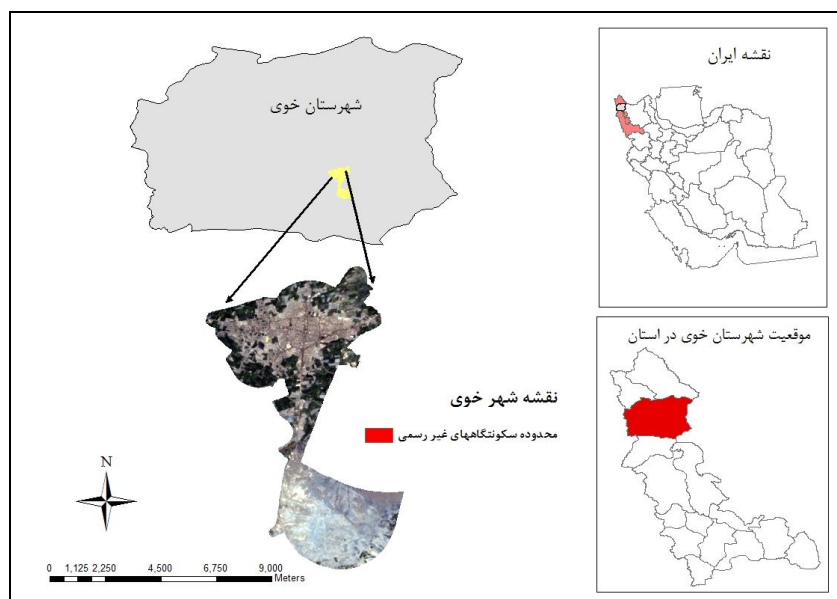 شهرستان خوی
نقشه ایران
موقعیت شهرستان خوی در استان
نقشه شهر خوی
محدوده سکونتگاههای غیر رسمی
N
0 1,125 2,250 4,500 6,750 9,000
Meters